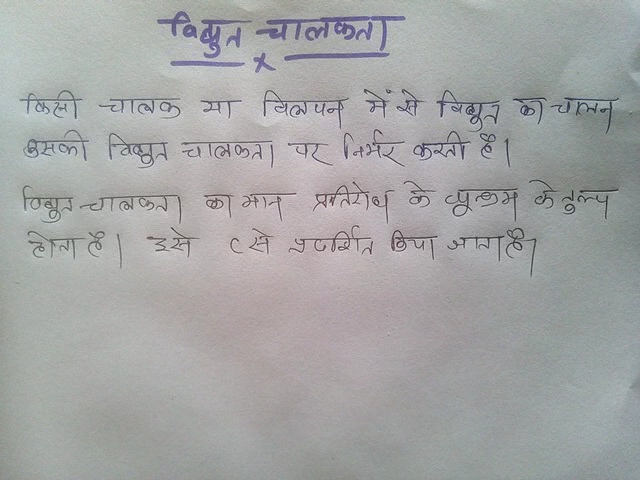 विद्युत चालकता
किसी चालक या विलयन में से विद्युत का चालन
उसकी विद्युत चालकता पर निर्भर करती है।
विद्युत चालकता का मान प्रतिरोध के व्युत्क्रम के तुल्य
होता है। इसे C से प्रदर्शित किया जाता है।